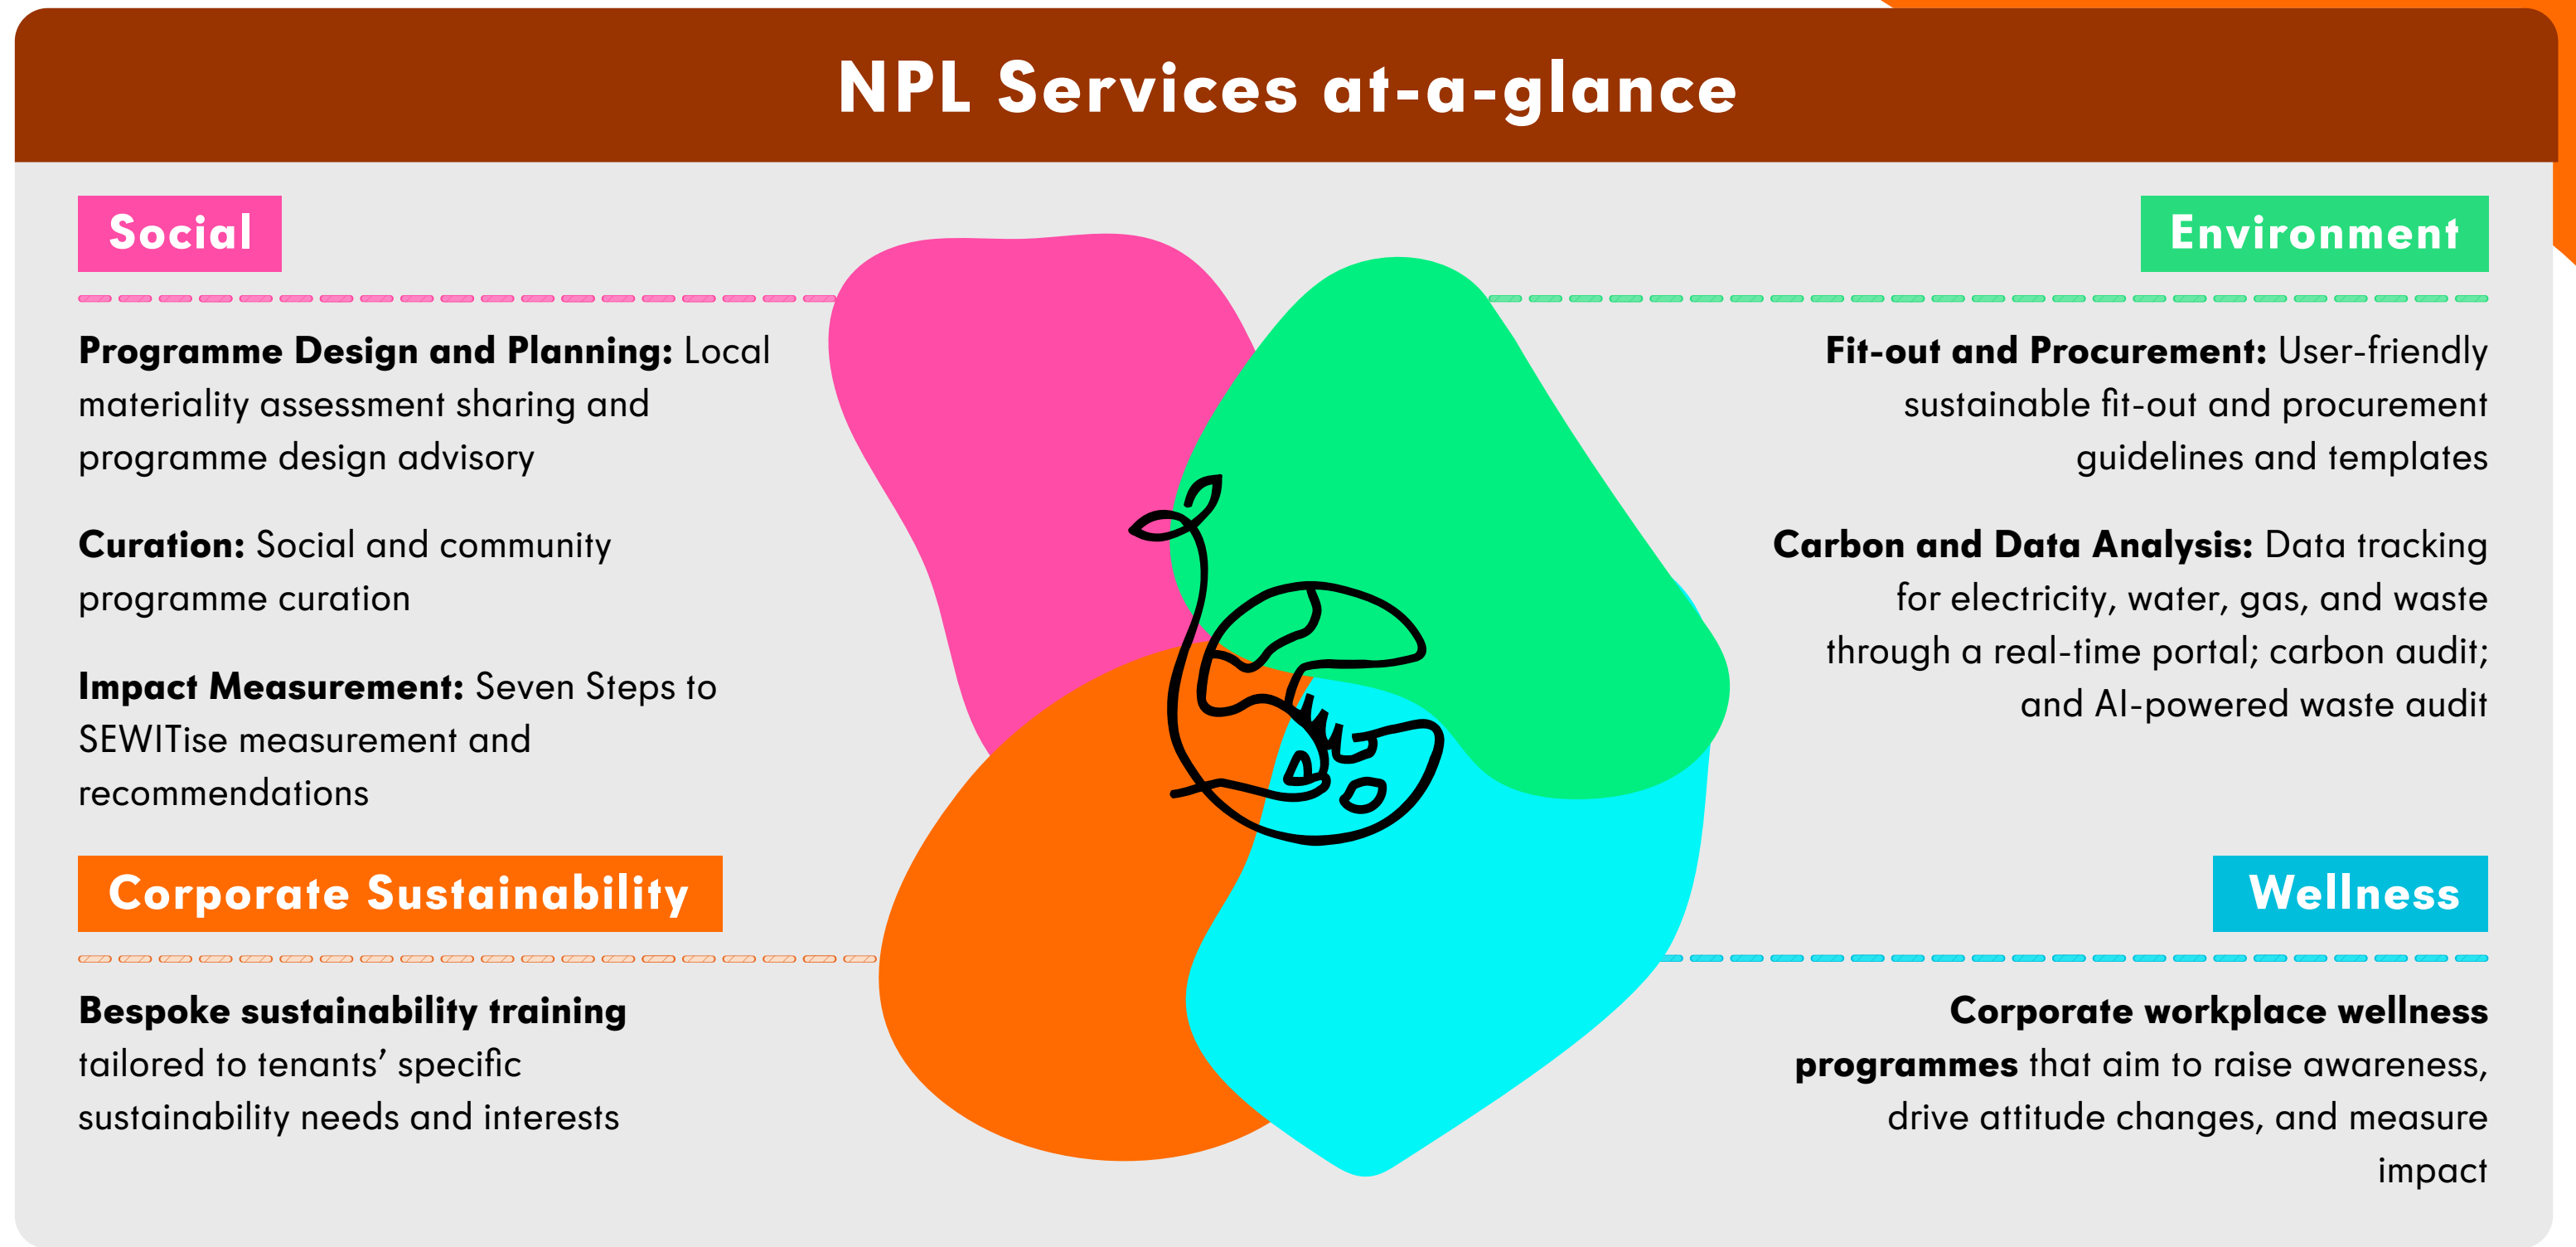 NPL Services at-a-glance
Social
Programme Design and Planning: Local
materiality assessment sharing and
programme design advisory
Curation: Social and community
programme curation
Impact Measurement: Seven Steps to
SEWITise measurement and
recommendations
Environment
Fit-out and Procurement: User-friendly
sustainable fit-out and procurement
guidelines and templates
Carbon and Data Analysis: Data tracking
for electricity, water, gas, and waste
through a real-time portal; carbon audit;
and AI-powered waste audit
Corporate Sustainability
Bespoke sustainability training
tailored to tenants’ specific
sustainability needs and interests
Wellness
Corporate workplace wellness
programmes that aim to raise awareness,
drive attitude changes, and measure
impact